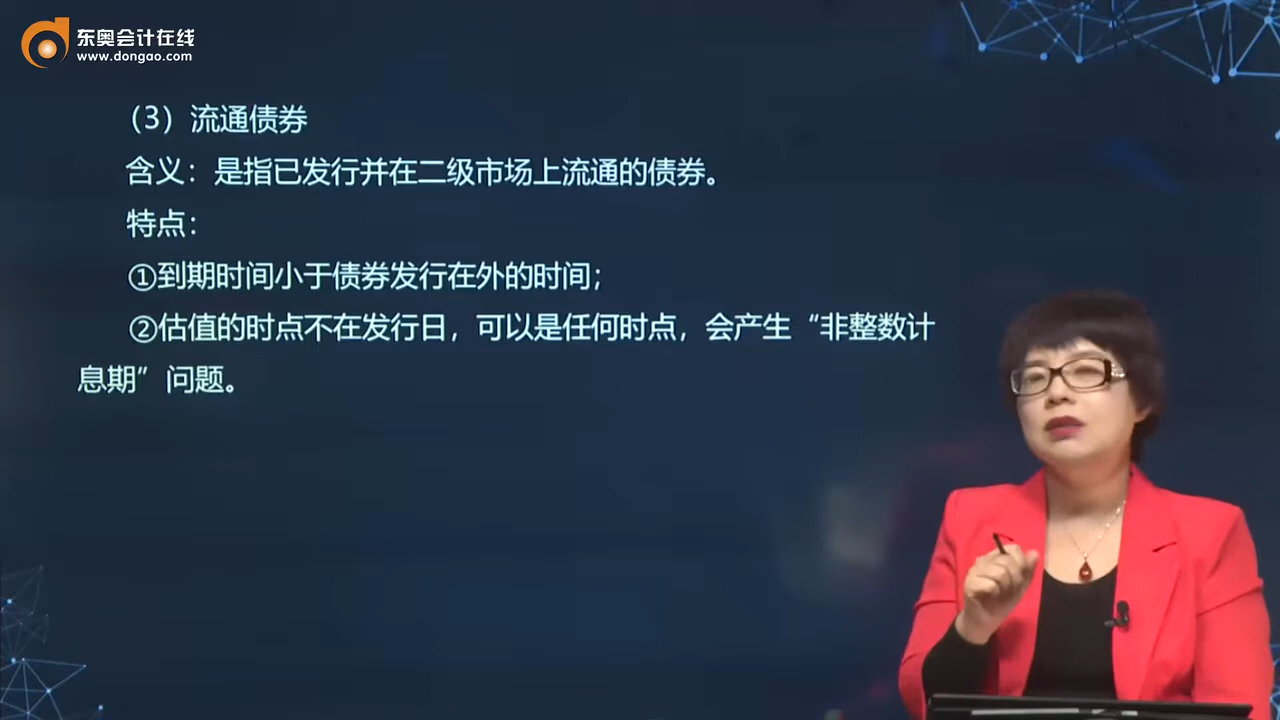 东奥会计在线
www.dongao.com
（3）流通债券
含义：是指已发行并在二级市场上流通的债券。
特点：
①到期时间小于债券发行在外的时间；
②估值的时点不在发行日，可以是任何时点，会产生“非整数计
息期”问题。